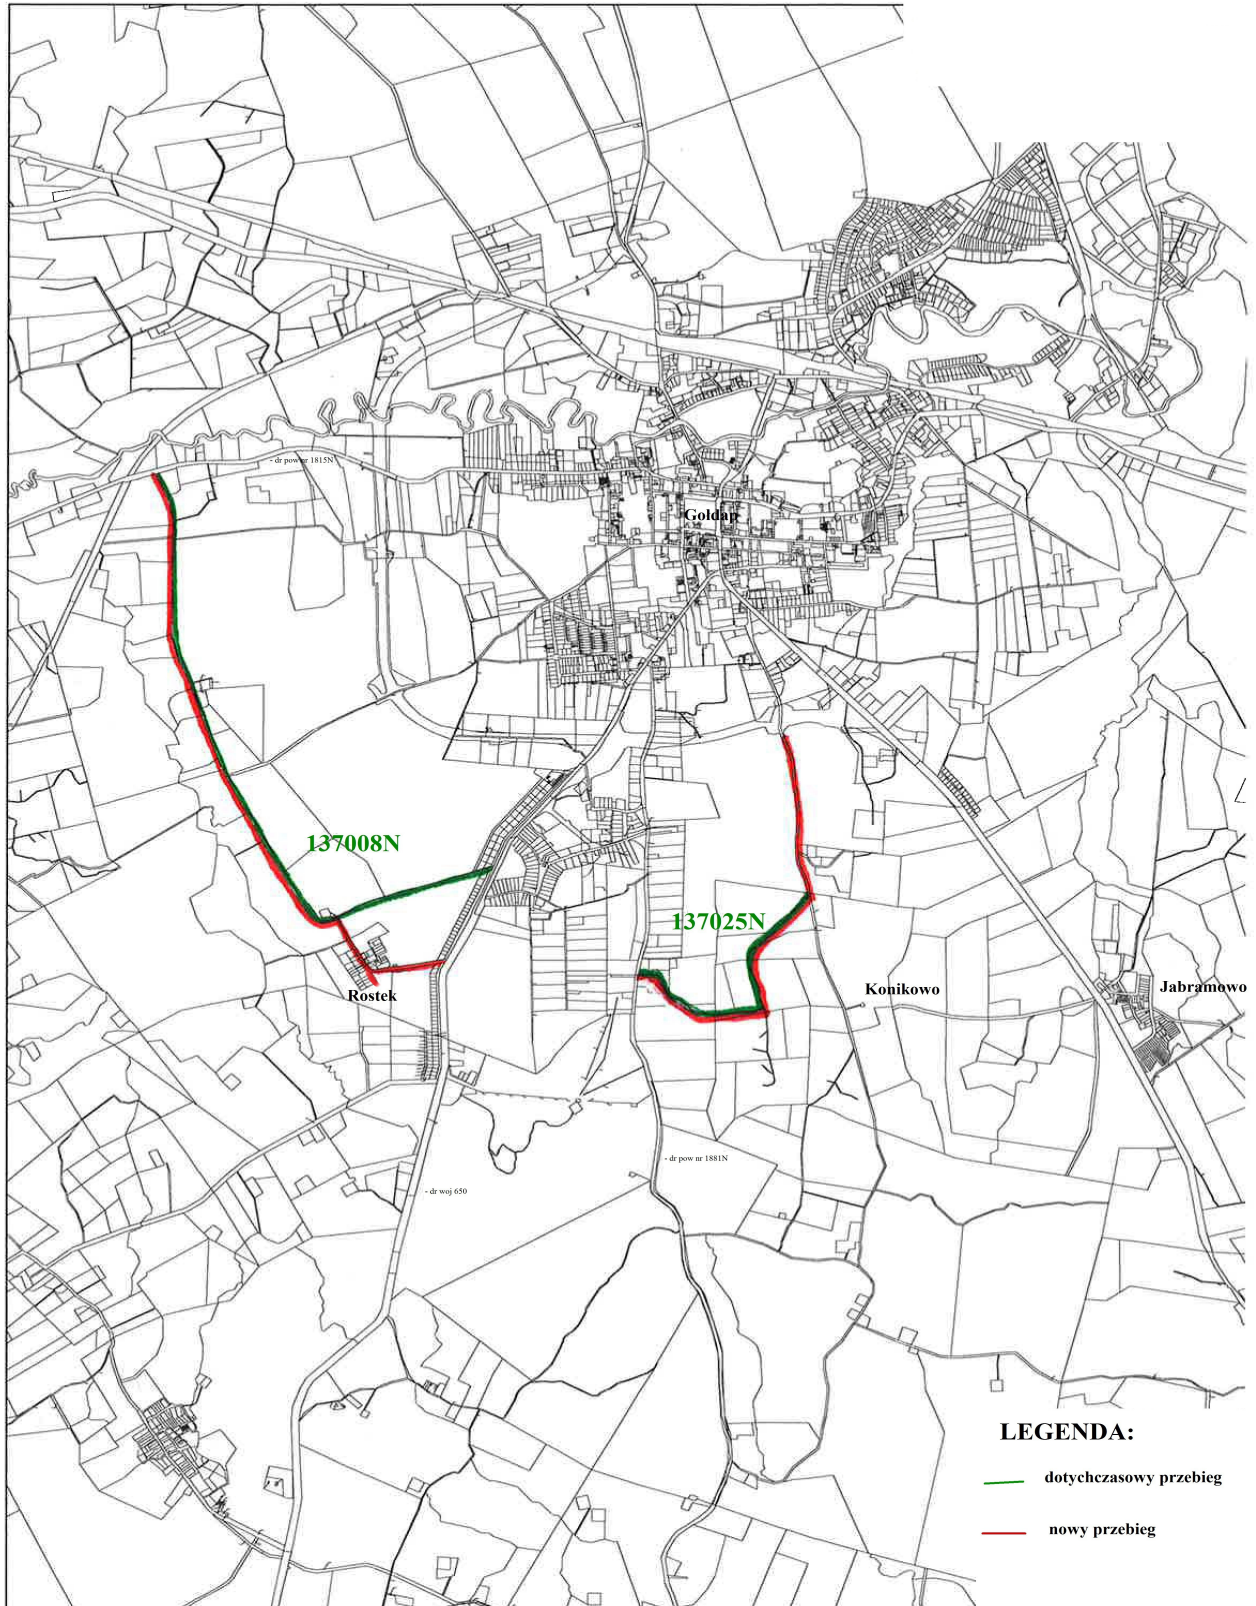 - dr pow nr 1815N
Gołdap
137008N
137025N
Rostek
Konikowo
Jabramowo
- dr pow nr 1881N
- dr woj 650
LEGENDA:
dotychczasowy przebieg
nowy przebieg